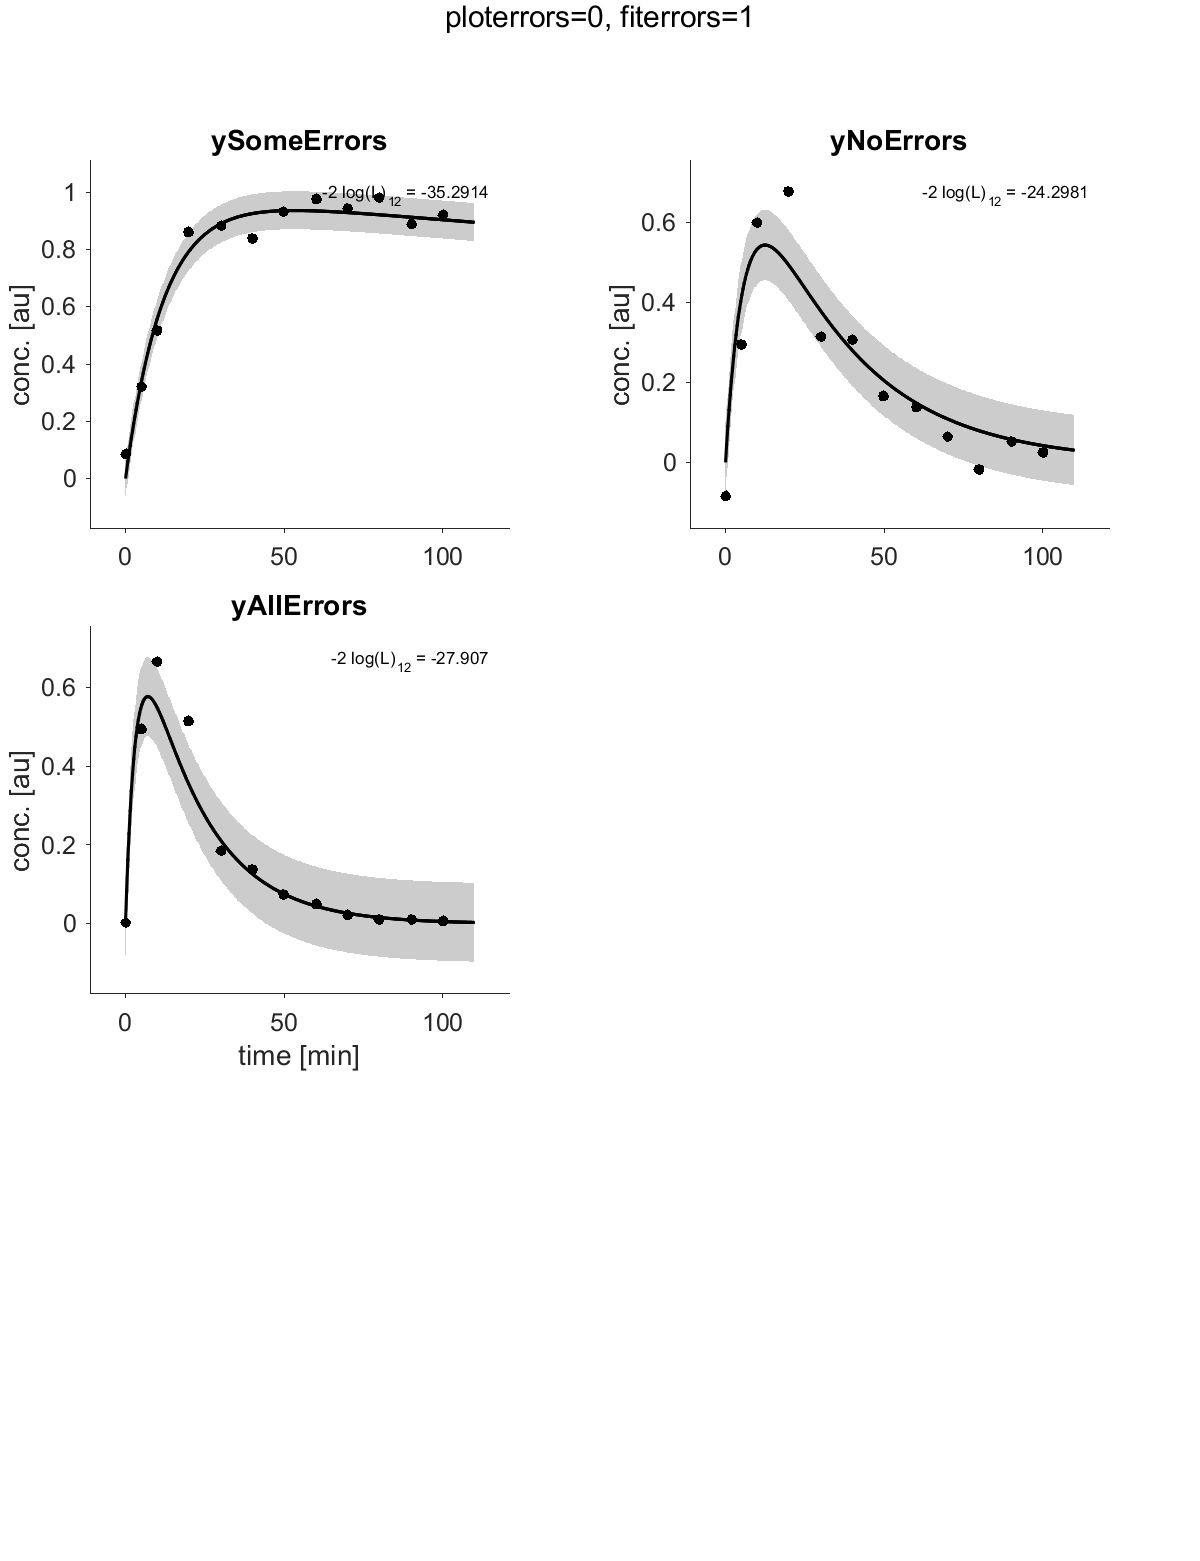 ploterrors=0, fiterrors=1
ySomeErrors
-2 log(L)12 = -35.2914
1
0.8
0.6
0.4
0.2
0
conc. [au]
0 50 100
yNoErrors
-2 log(L)12 = -24.2981
0.6
0.4
0.2
0
conc. [au]
0 50 100
yAllErrors
-2 log(L)12 = -27.907
0.6
0.4
0.2
0
conc. [au]
0 50 100
time [min]